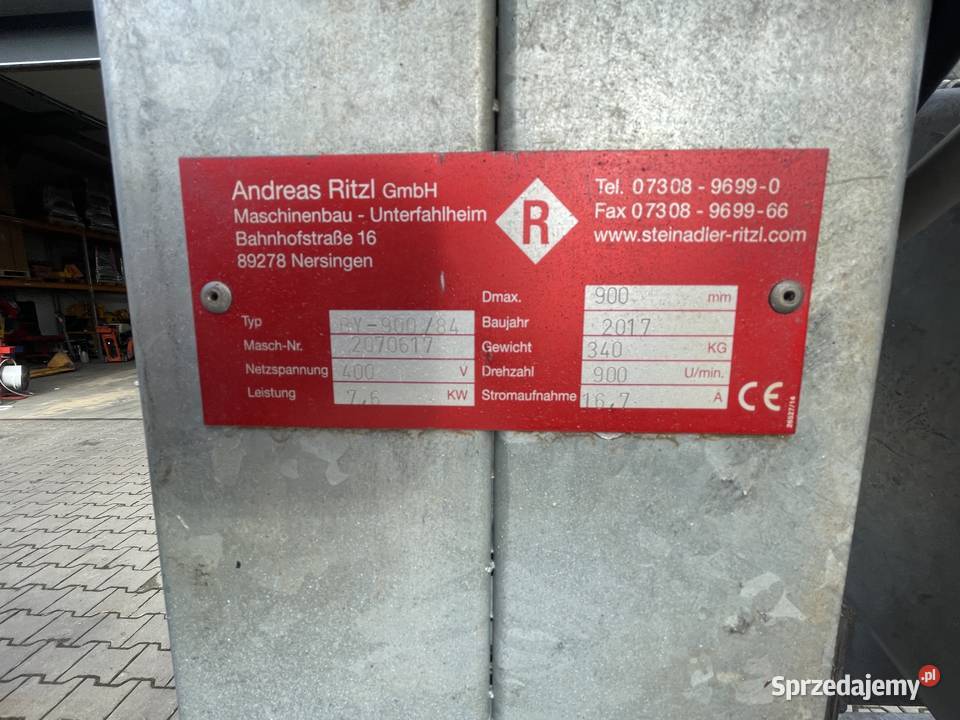 Andreas Ritzl GmbH
Maschinenbau - Unterfahlheim
Bahnhofstraße 16
89278 Nersingen
R
Tel. 07308 - 9699-0
Fax 07308 - 9699-66
www.steinadler-ritzl.com
Typ
Masch-Nr. 2070617
Netzspannung 400 V
Leistung 7,6 KW
Dmax. 900 mm
Baujahr 2017
Gewicht 340 KG
Drehzahl 900 U/min.
Stromaufnahme 16,7 A
CE
26527/14
Sprzedajemy.pl